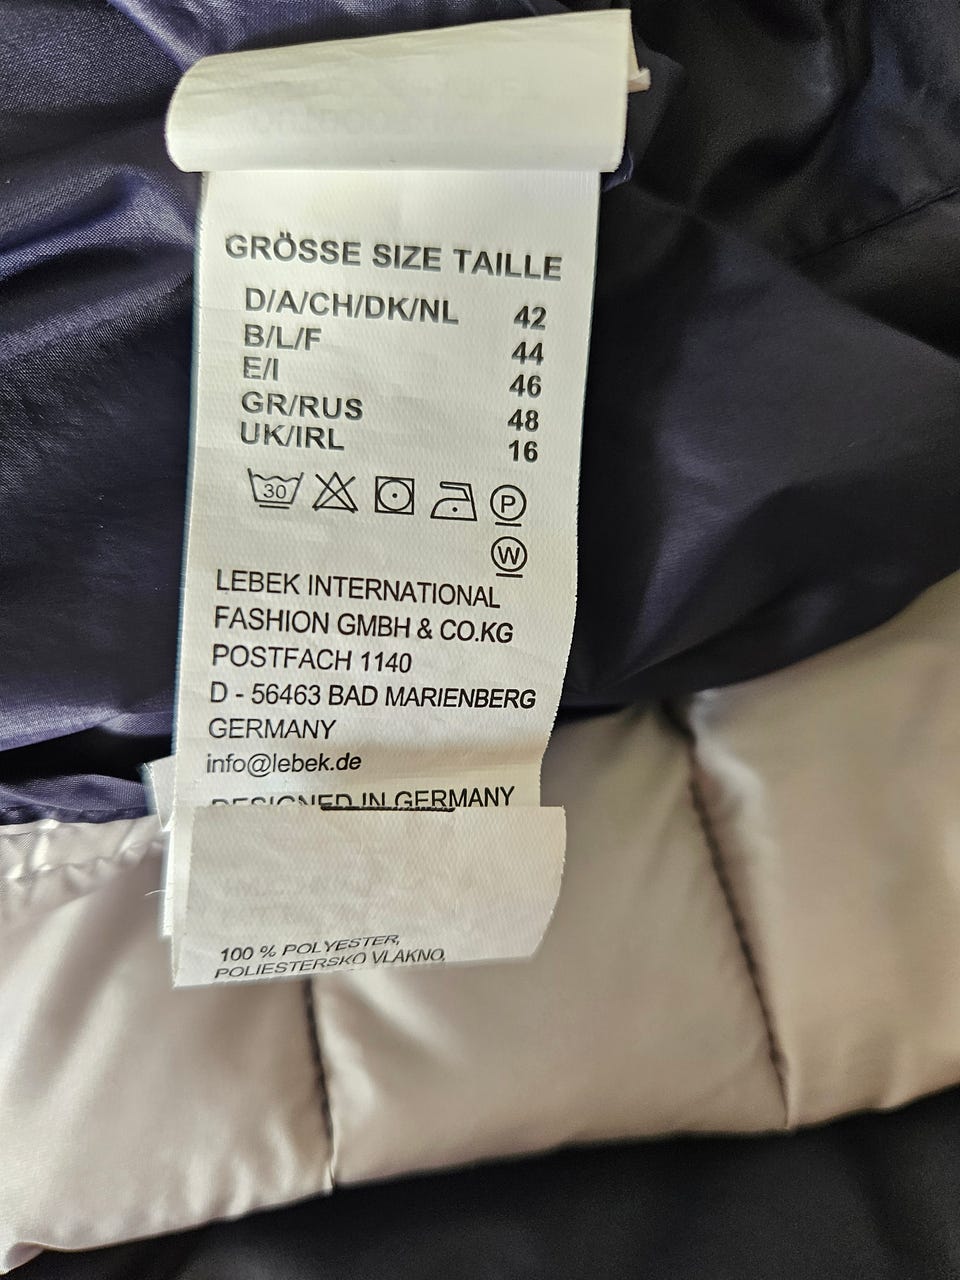 GRÖSSE SIZE TAILLE
D/A/CH/DK/NL 42
B/L/F 44
E/I 46
GR/RUS 48
UK/IRL 16
30
P
W
LEBEK INTERNATIONAL
FASHION GMBH & CO.KG
POSTFACH 1140
D - 56463 BAD MARIENBERG
GERMANY
info@lebek.de
DESIGNED IN GERMANY
100 % POLYESTER,
POLIESTERSKO VLAKNO,